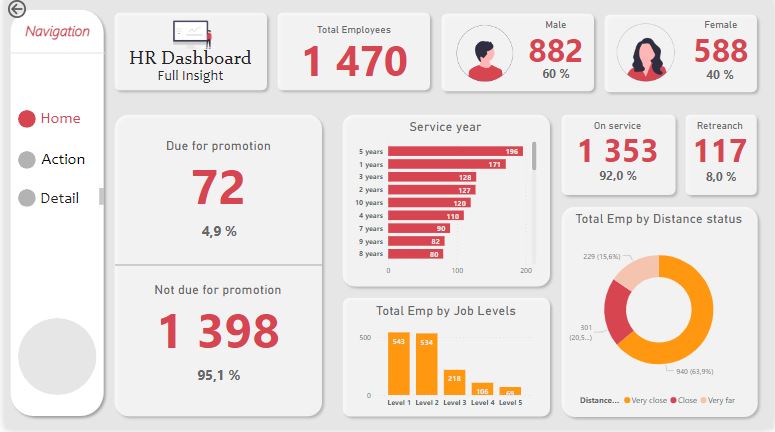 Navigation
Home
Action
Detail
HR Dashboard
Full Insight
Total Employees
1 470
Male
882
60 %
Female
588
40 %
Due for promotion
72
4,9 %
Not due for promotion
1 398
95,1 %
Service year
5 years 196
1 years 171
3 years 128
2 years 127
10 years 120
4 years 110
7 years 90
9 years 82
8 years 80
0 100 200
Total Emp by Job Levels
500
0
543 534 218 106 69
Level 1 Level 2 Level 3 Level 4 Level 5
On service
1 353
92,0 %
Retreanch
117
8,0 %
Total Emp by Distance status
229 (15,6%)
301
(20,5...)
940 (63,9%)
Distance... Very close Close Very far